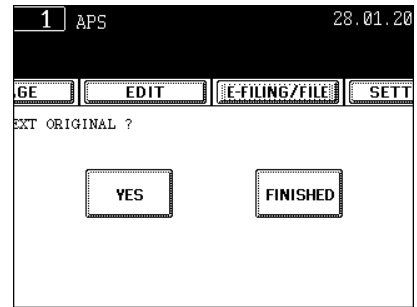 1 APS 28.01.20
.GE EDIT E-FILING/FILE SETT
EXT ORIGINAL ?
YES FINISHED